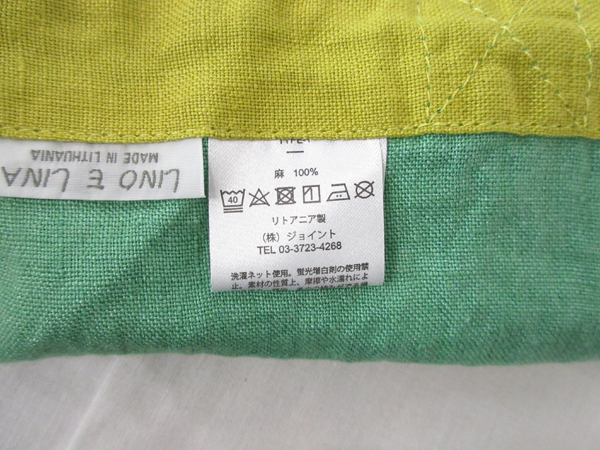 LINO E LINA
MADE IN LITHUANIA
麻 100%
40
リトアニア製
(株) ジョイント
TEL 03-3723-4268
洗濯ネット使用。蛍光増白剤の使用禁
止。素材の性質上、摩擦や水濡れによ